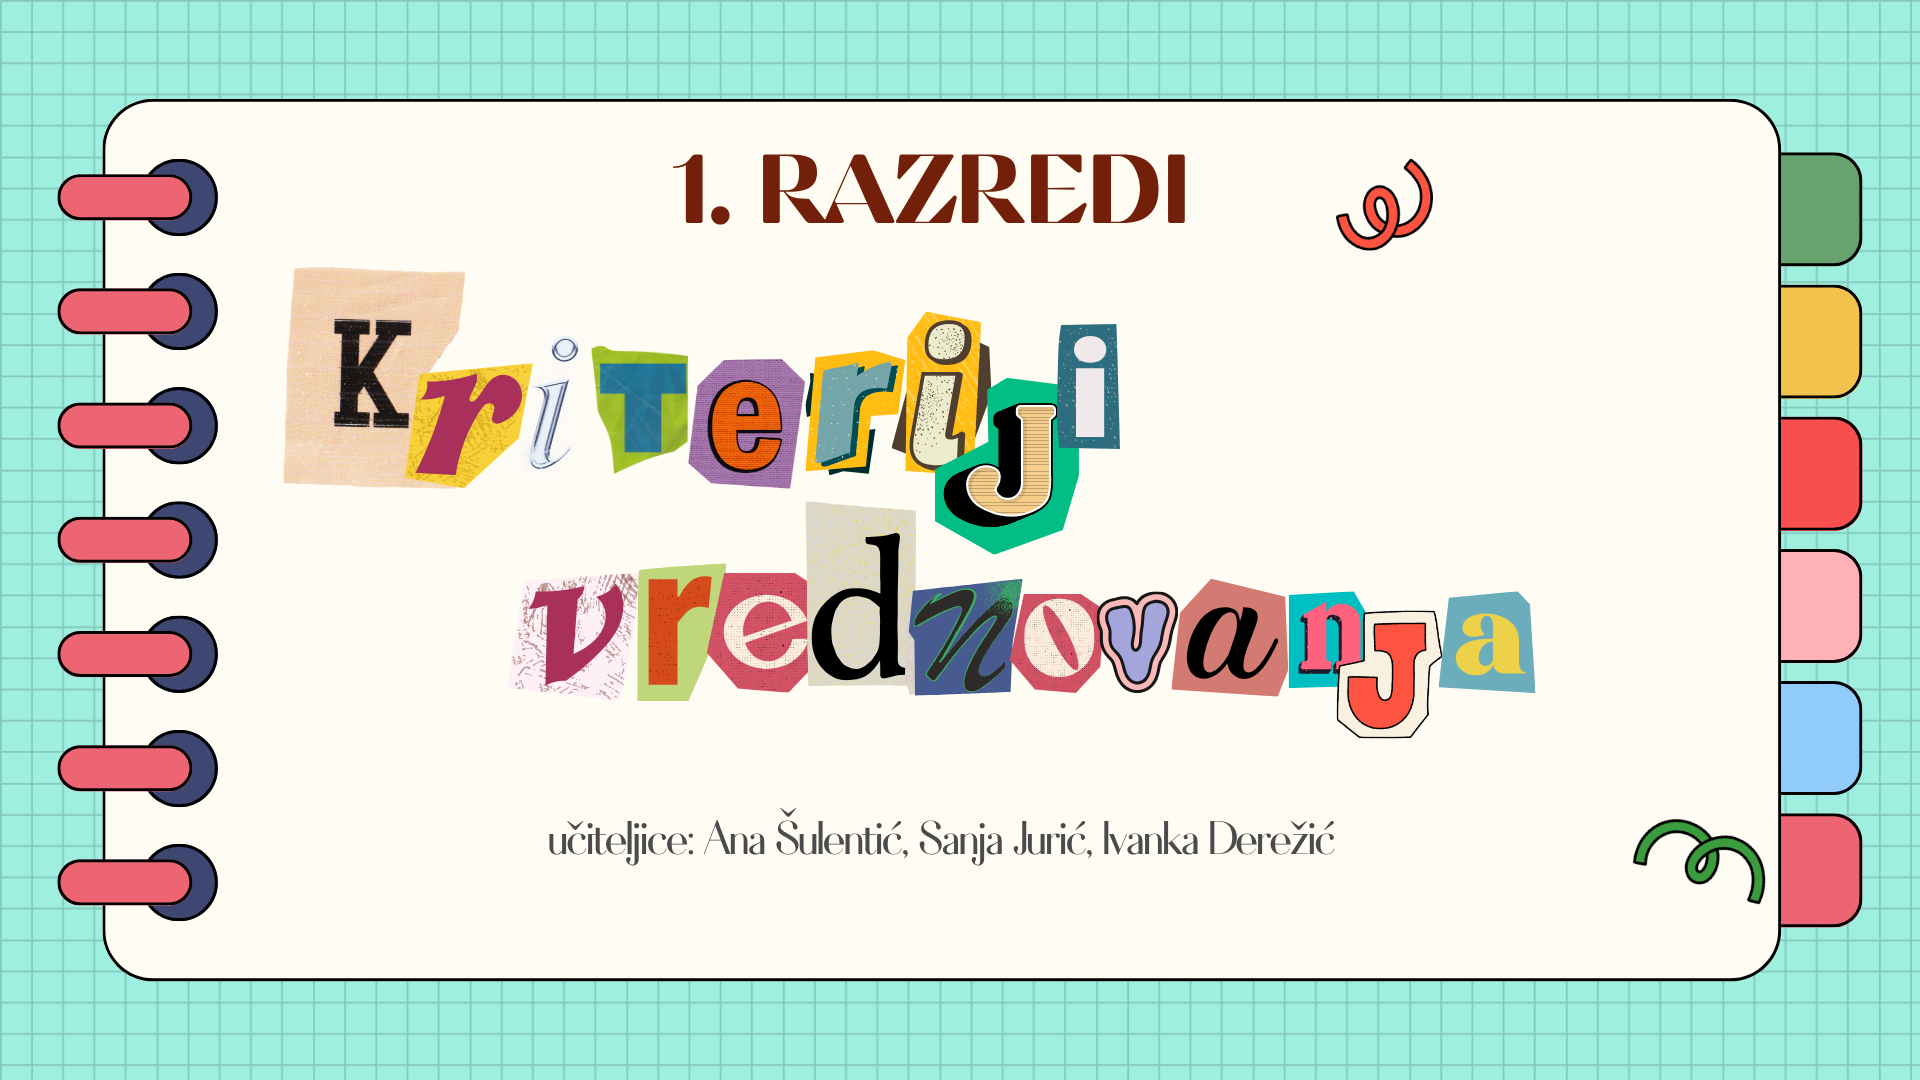 1. RAZREDI
KriTeriJi
vrednovanJa
učiteljice: Ana Šulentić, Sanja Jurić, Ivanka Derežić